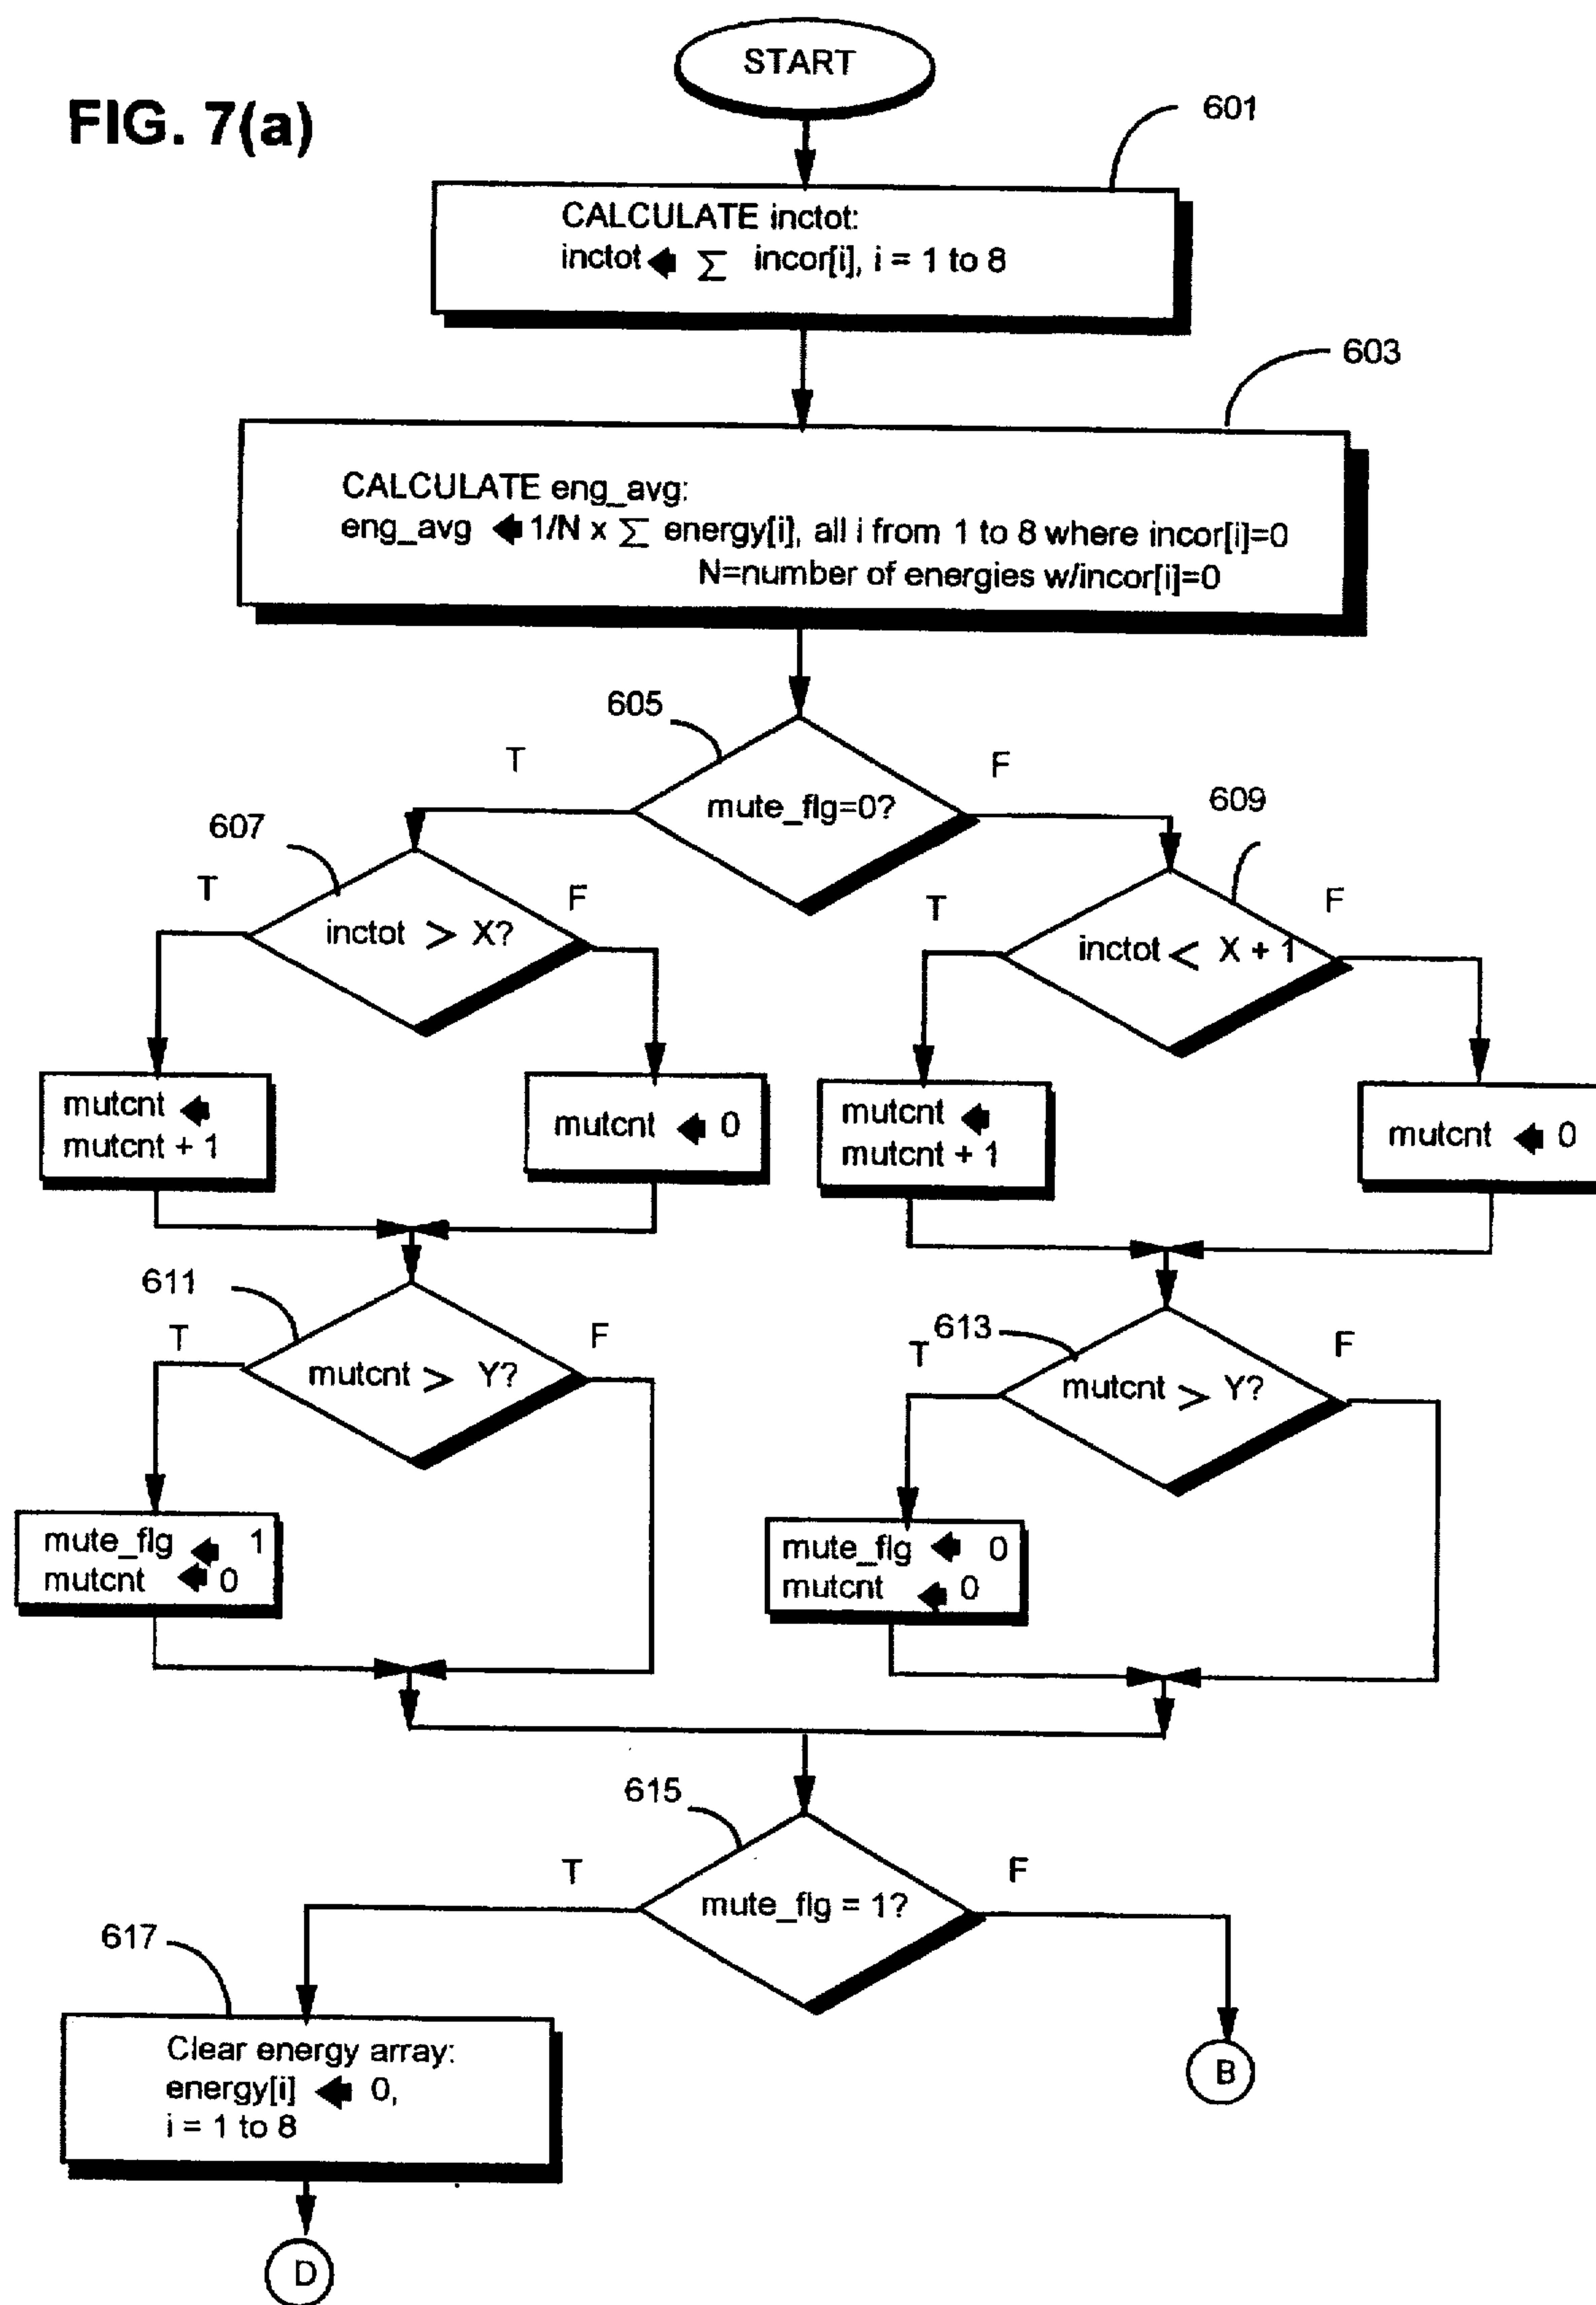 START
FIG. 7(a)
601
CALCULATE inctot:
inctot ← Σ incor[i], i = 1 to 8
603
CALCULATE eng_avg:
eng_avg ← 1/N x Σ energy[i], all i from 1 to 8 where incor[i]=0
N=number of energies w/incor[i]=0
605
T
F
mute_flg=0?
607
609
T
F
inctot > X?
T
F
inctot < X + 1
mutcnt ←
mutcnt + 1
mutcnt ← 0
mutcnt ←
mutcnt + 1
mutcnt ← 0
611
T
F
mutcnt > Y?
613
T
F
mutcnt > Y?
mute_flg ← 1
mutcnt ← 0
mute_flg ← 0
mutcnt ← 0
615
T
F
mute_flg = 1?
617
Clear energy array:
energy[i] ← 0,
i = 1 to 8
B
D